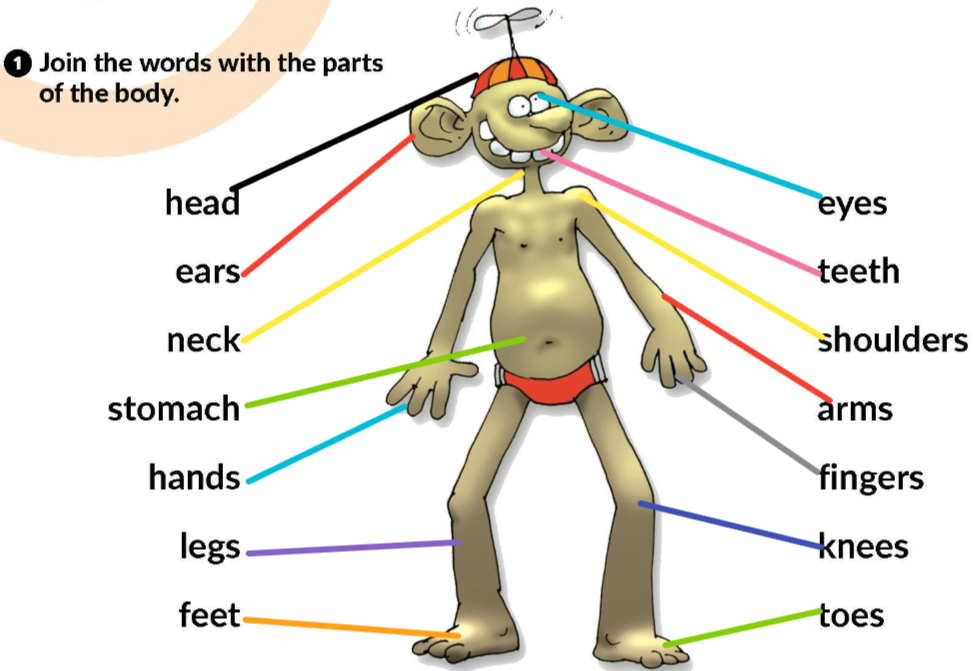 1 Join the words with the parts
of the body.
head
ears
neck
stomach
hands
legs
feet
eyes
teeth
shoulders
arms
fingers
knees
toes